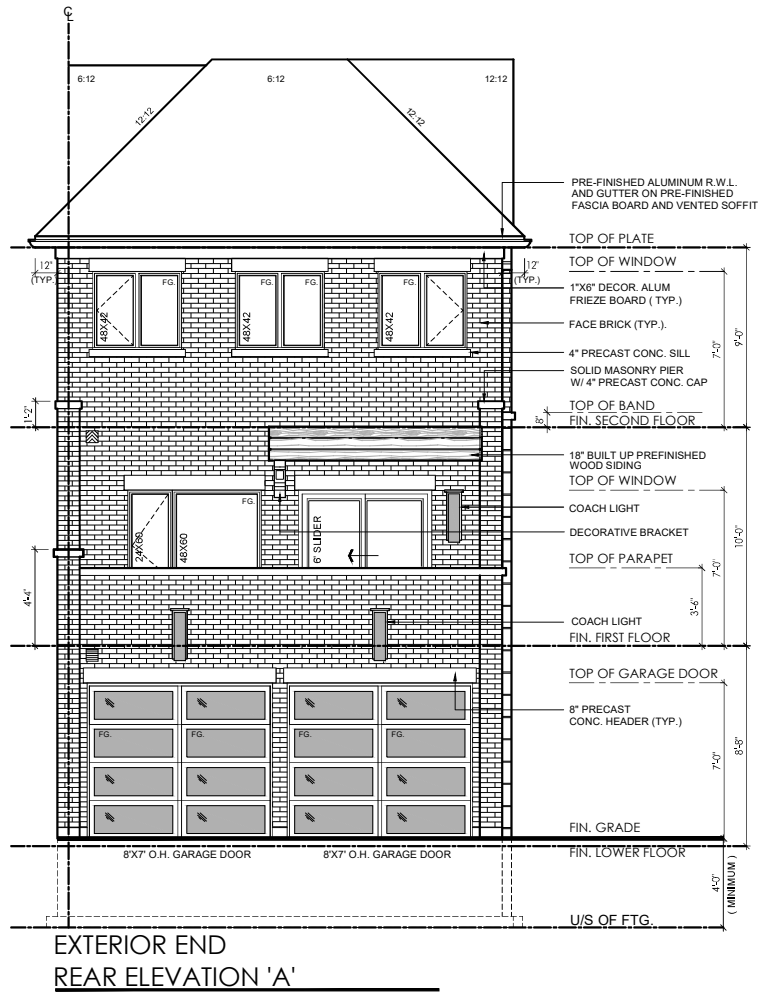 CL
6:12
6:12
12:12
12:12
12:12
PRE-FINISHED ALUMINUM R.W.L.
AND GUTTER ON PRE-FINISHED
FASCIA BOARD AND VENTED SOFFIT
TOP OF PLATE
12"
(TYP.)
12"
(TYP.)
TOP OF WINDOW
FG.
FG.
FG.
48X42
48X42
48X42
1"X6" DECOR. ALUM
FRIEZE BOARD ( TYP.)
FACE BRICK (TYP.).
4" PRECAST CONC. SILL
SOLID MASONRY PIER
W/ 4" PRECAST CONC. CAP
7'-0"
9'-0"
1'-2"
8"
TOP OF BAND
FIN. SECOND FLOOR
18" BUILT UP PREFINISHED
WOOD SIDING
TOP OF WINDOW
FG.
24X60
48X60
6' SLIDER
COACH LIGHT
DECORATIVE BRACKET
TOP OF PARAPET
10'-0"
7'-0"
3'-6"
4'-4"
COACH LIGHT
FIN. FIRST FLOOR
TOP OF GARAGE DOOR
8" PRECAST
CONC. HEADER (TYP.)
FG.
FG.
FG.
FG.
7'-0"
8'-8"
FIN. GRADE
8'X7' O.H. GARAGE DOOR
8'X7' O.H. GARAGE DOOR
FIN. LOWER FLOOR
4'-0"
( MINIMUM )
U/S OF FTG.
EXTERIOR END
REAR ELEVATION 'A'